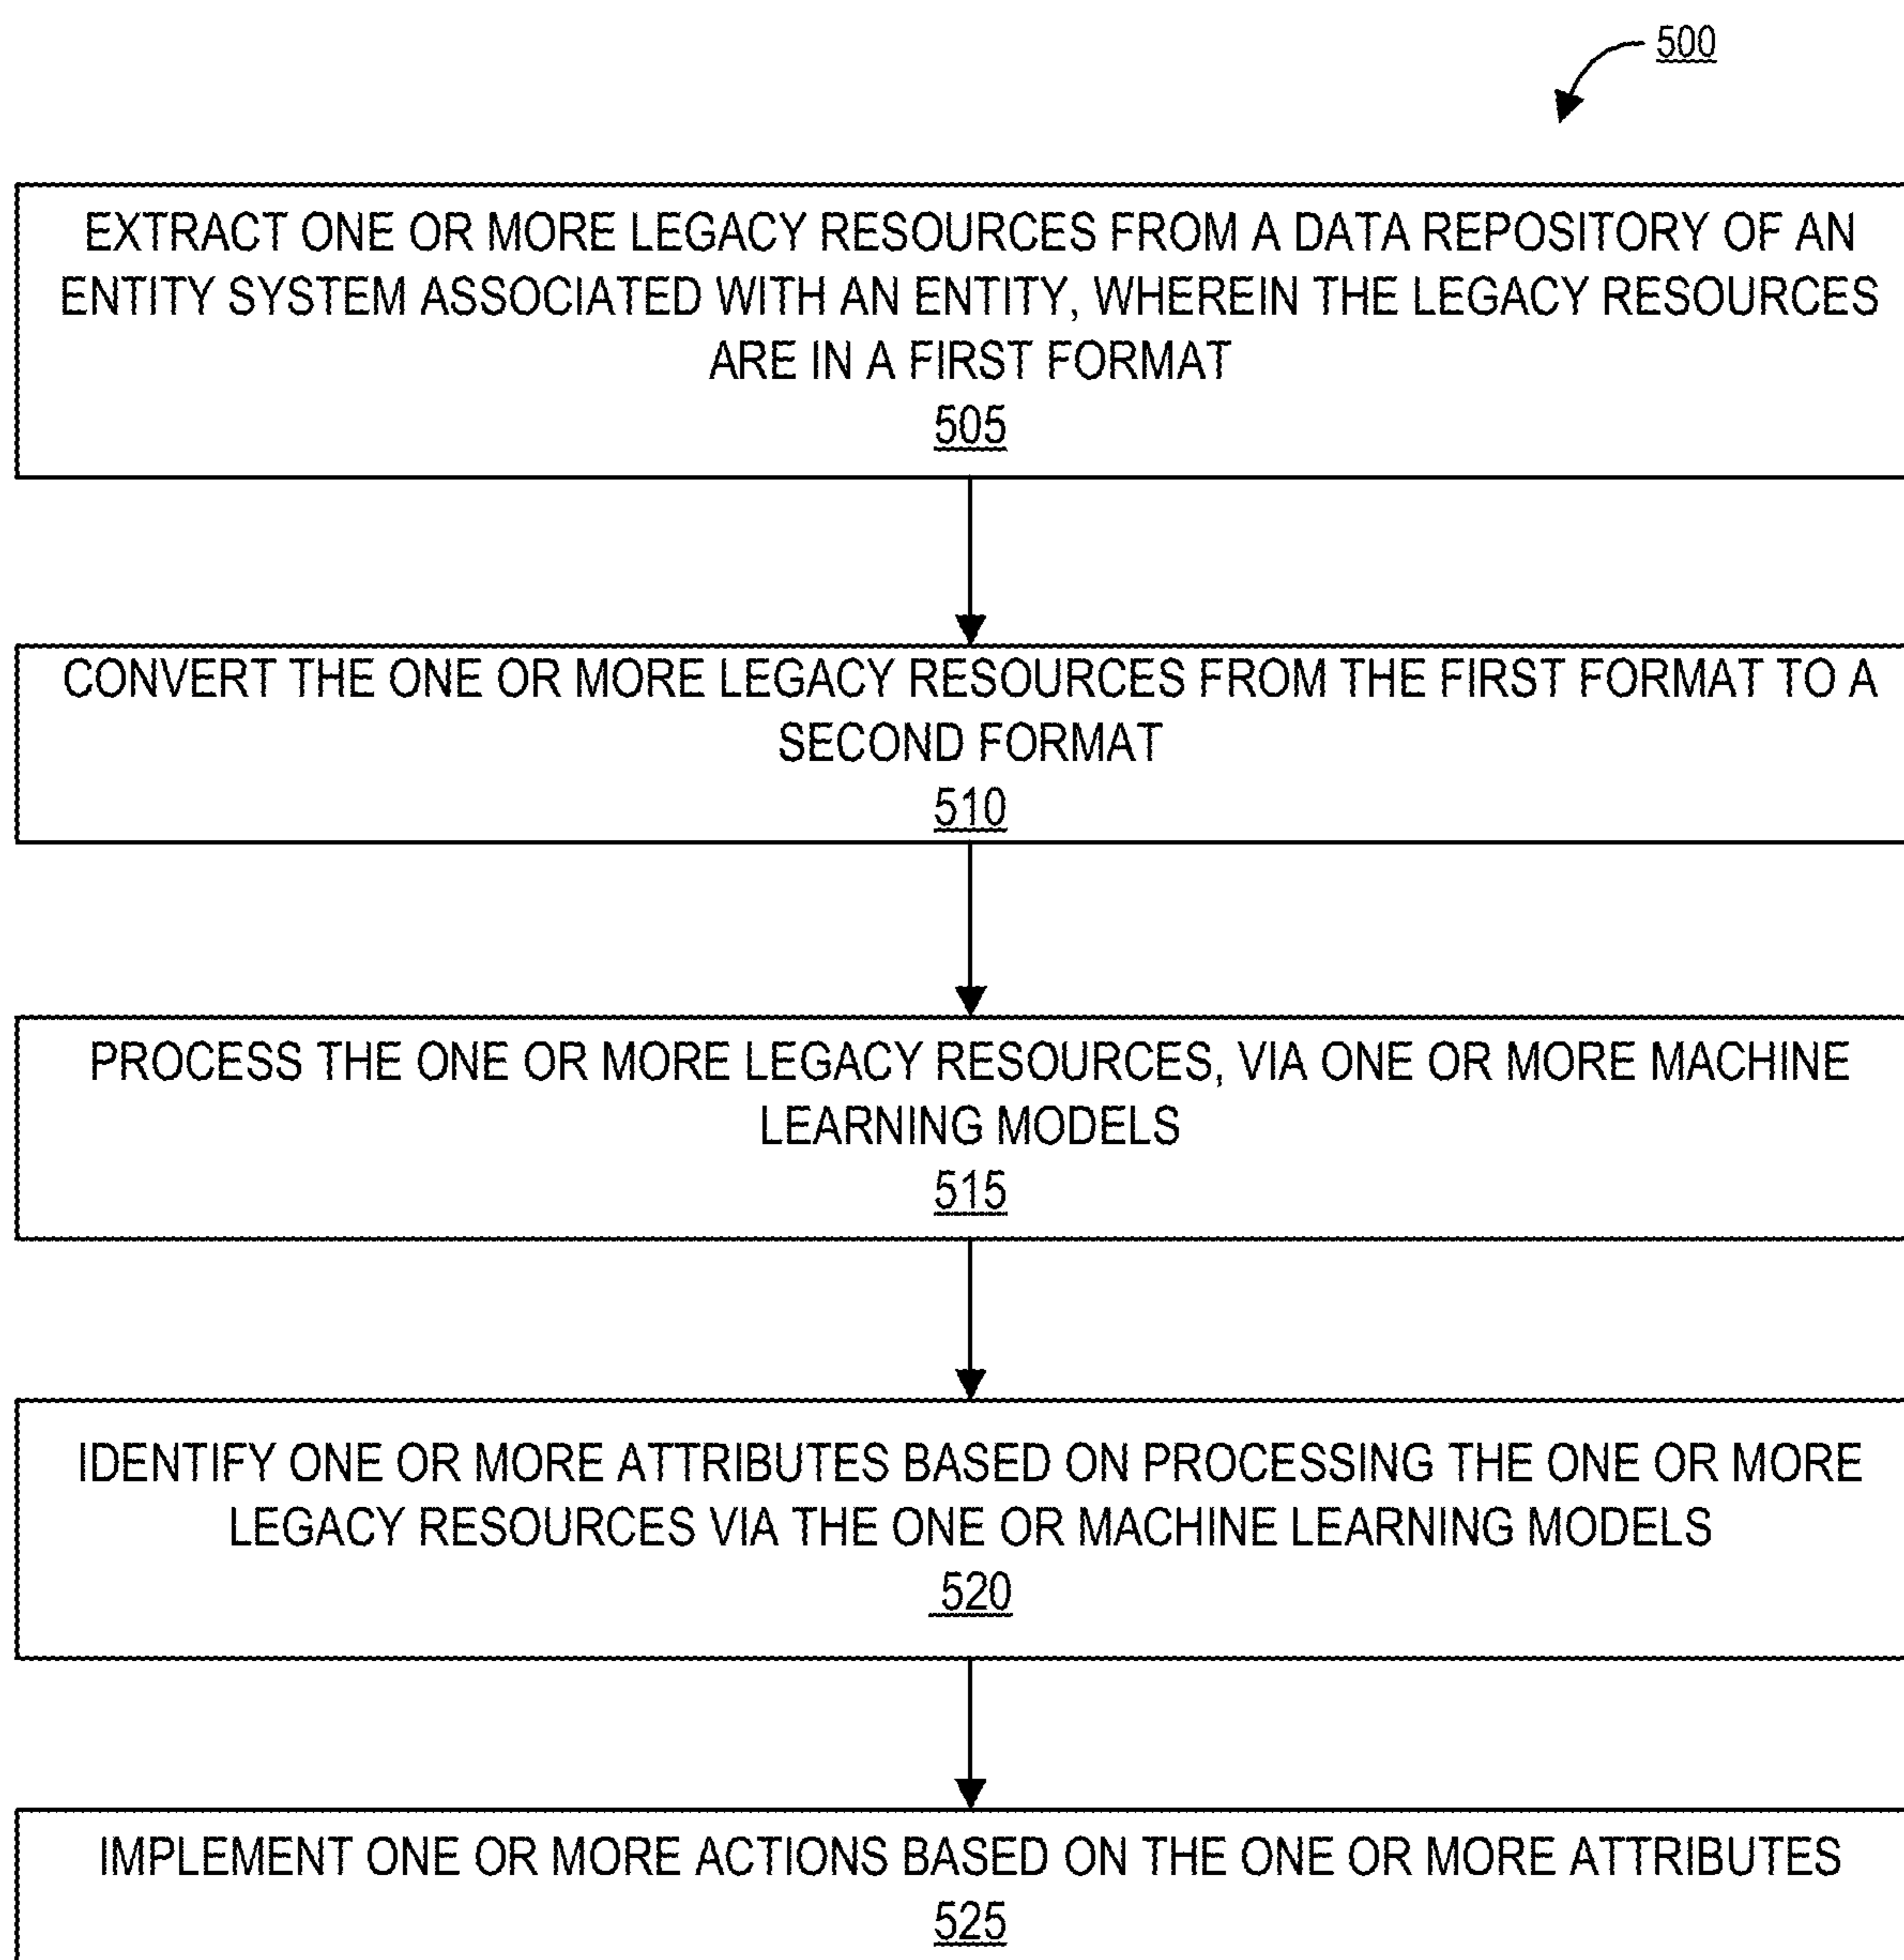 500
EXTRACT ONE OR MORE LEGACY RESOURCES FROM A DATA REPOSITORY OF AN
ENTITY SYSTEM ASSOCIATED WITH AN ENTITY, WHEREIN THE LEGACY RESOURCES
ARE IN A FIRST FORMAT
505
CONVERT THE ONE OR MORE LEGACY RESOURCES FROM THE FIRST FORMAT TO A
SECOND FORMAT
510
PROCESS THE ONE OR MORE LEGACY RESOURCES, VIA ONE OR MORE MACHINE
LEARNING MODELS
515
IDENTIFY ONE OR MORE ATTRIBUTES BASED ON PROCESSING THE ONE OR MORE
LEGACY RESOURCES VIA THE ONE OR MACHINE LEARNING MODELS
520
IMPLEMENT ONE OR MORE ACTIONS BASED ON THE ONE OR MORE ATTRIBUTES
525